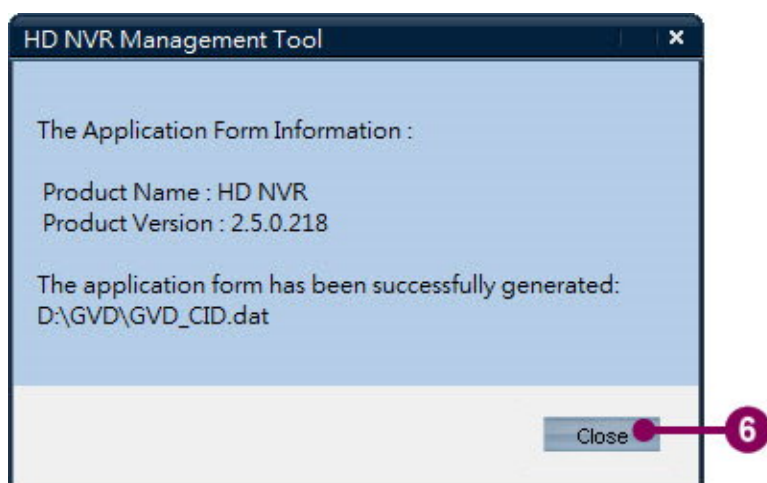 HD NVR Management Tool
The Application Form Information :
Product Name : HD NVR
Product Version : 2.5.0.218
The application form has been successfully generated:
D:\GVD\GVD_CID.dat
Close
6